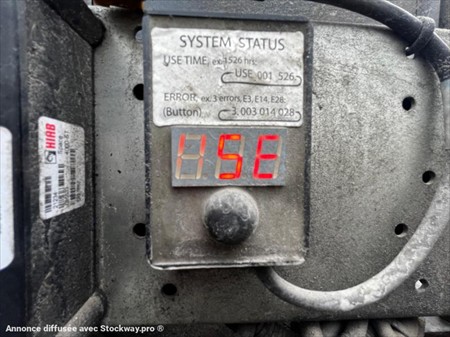 SYSTEM STATUS
USE TIME, ex. 1526 hrs.
USE 001 526
ERROR, ex. 3 errors, E3, E14, E28:
(Button) 3. 003 014 028
HIAB
Annonce diffusée avec Stockway.pro ®